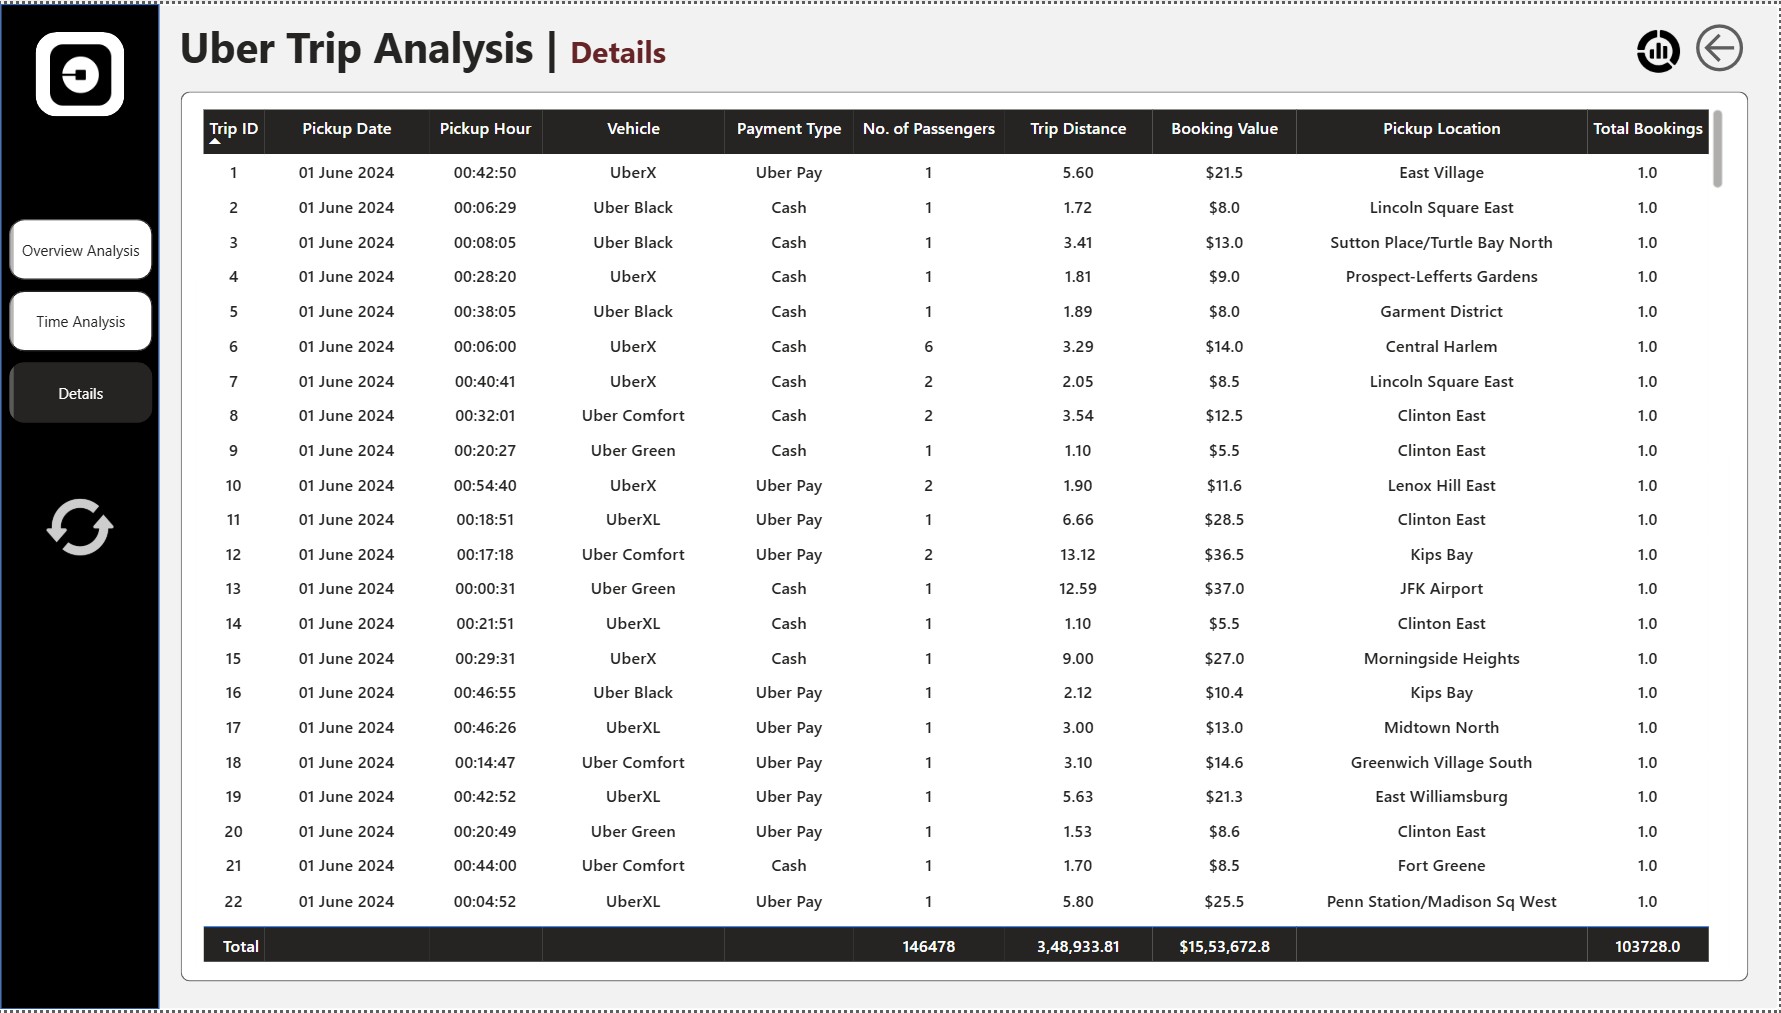 Uber Trip Analysis | Details
Overview Analysis
Time Analysis
Details
Trip ID Pickup Date Pickup Hour Vehicle Payment Type No. of Passengers Trip Distance Booking Value Pickup Location Total Bookings
1 01 June 2024 00:42:50 UberX Uber Pay 1 5.60 $21.5 East Village 1.0
2 01 June 2024 00:06:29 Uber Black Cash 1 1.72 $8.0 Lincoln Square East 1.0
3 01 June 2024 00:08:05 Uber Black Cash 1 3.41 $13.0 Sutton Place/Turtle Bay North 1.0
4 01 June 2024 00:28:20 UberX Cash 1 1.81 $9.0 Prospect-Lefferts Gardens 1.0
5 01 June 2024 00:38:05 Uber Black Cash 1 1.89 $8.0 Garment District 1.0
6 01 June 2024 00:06:00 UberX Cash 6 3.29 $14.0 Central Harlem 1.0
7 01 June 2024 00:40:41 UberX Cash 2 2.05 $8.5 Lincoln Square East 1.0
8 01 June 2024 00:32:01 Uber Comfort Cash 2 3.54 $12.5 Clinton East 1.0
9 01 June 2024 00:20:27 Uber Green Cash 1 1.10 $5.5 Clinton East 1.0
10 01 June 2024 00:54:40 UberX Uber Pay 2 1.90 $11.6 Lenox Hill East 1.0
11 01 June 2024 00:18:51 UberXL Uber Pay 1 6.66 $28.5 Clinton East 1.0
12 01 June 2024 00:17:18 Uber Comfort Uber Pay 2 13.12 $36.5 Kips Bay 1.0
13 01 June 2024 00:00:31 Uber Green Cash 1 12.59 $37.0 JFK Airport 1.0
14 01 June 2024 00:21:51 UberXL Cash 1 1.10 $5.5 Clinton East 1.0
15 01 June 2024 00:29:31 UberX Cash 1 9.00 $27.0 Morningside Heights 1.0
16 01 June 2024 00:46:55 Uber Black Uber Pay 1 2.12 $10.4 Kips Bay 1.0
17 01 June 2024 00:46:26 UberXL Uber Pay 1 3.00 $13.0 Midtown North 1.0
18 01 June 2024 00:14:47 Uber Comfort Uber Pay 1 3.10 $14.6 Greenwich Village South 1.0
19 01 June 2024 00:42:52 UberXL Uber Pay 1 5.63 $21.3 East Williamsburg 1.0
20 01 June 2024 00:20:49 Uber Green Uber Pay 1 1.53 $8.6 Clinton East 1.0
21 01 June 2024 00:44:00 Uber Comfort Cash 1 1.70 $8.5 Fort Greene 1.0
22 01 June 2024 00:04:52 UberXL Uber Pay 1 5.80 $25.5 Penn Station/Madison Sq West 1.0
Total 146478 3,48,933.81 $15,53,672.8 103728.0